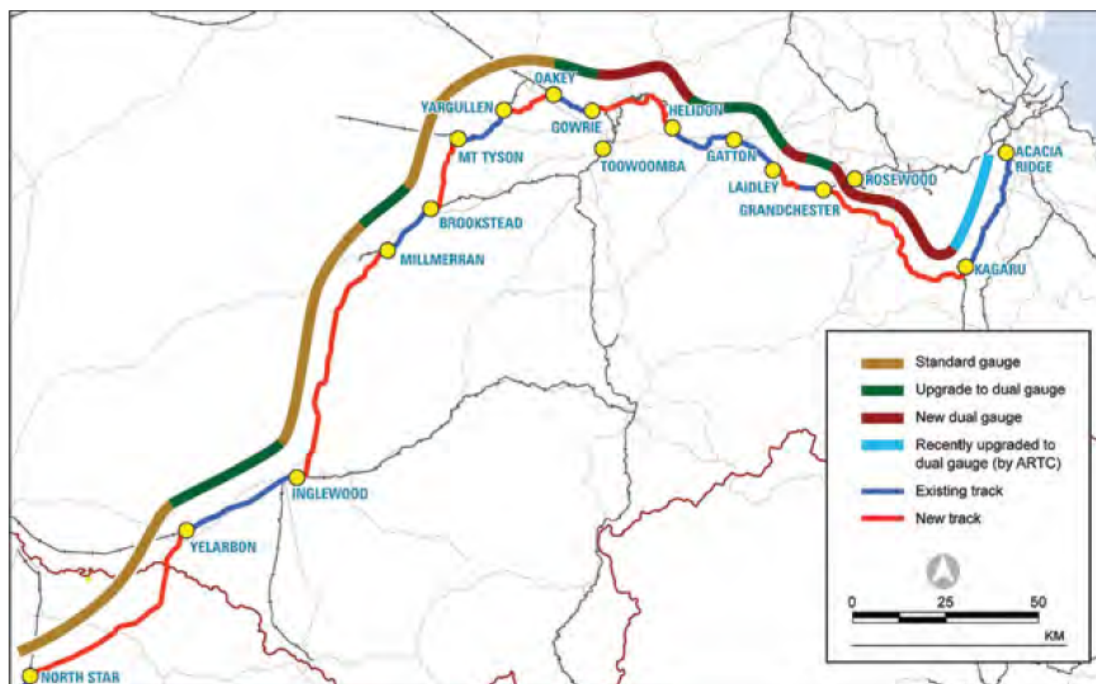 OAKEY
YARGULLEN
GOWRIE
HELIDON
MT TYSON
TOOWOOMBA
GATTON
ACACIA
RIDGE
LAIDLEY
ROSEWOOD
GRANDCHESTER
BROOKSTEAD
MILLMERRAN
KAGARU
INGLEWOOD
YELARBON
NORTH STAR
Standard gauge
Upgrade to dual gauge
New dual gauge
Recently upgraded to
dual gauge (by ARTC)
Existing track
New track
0 25 50
KM